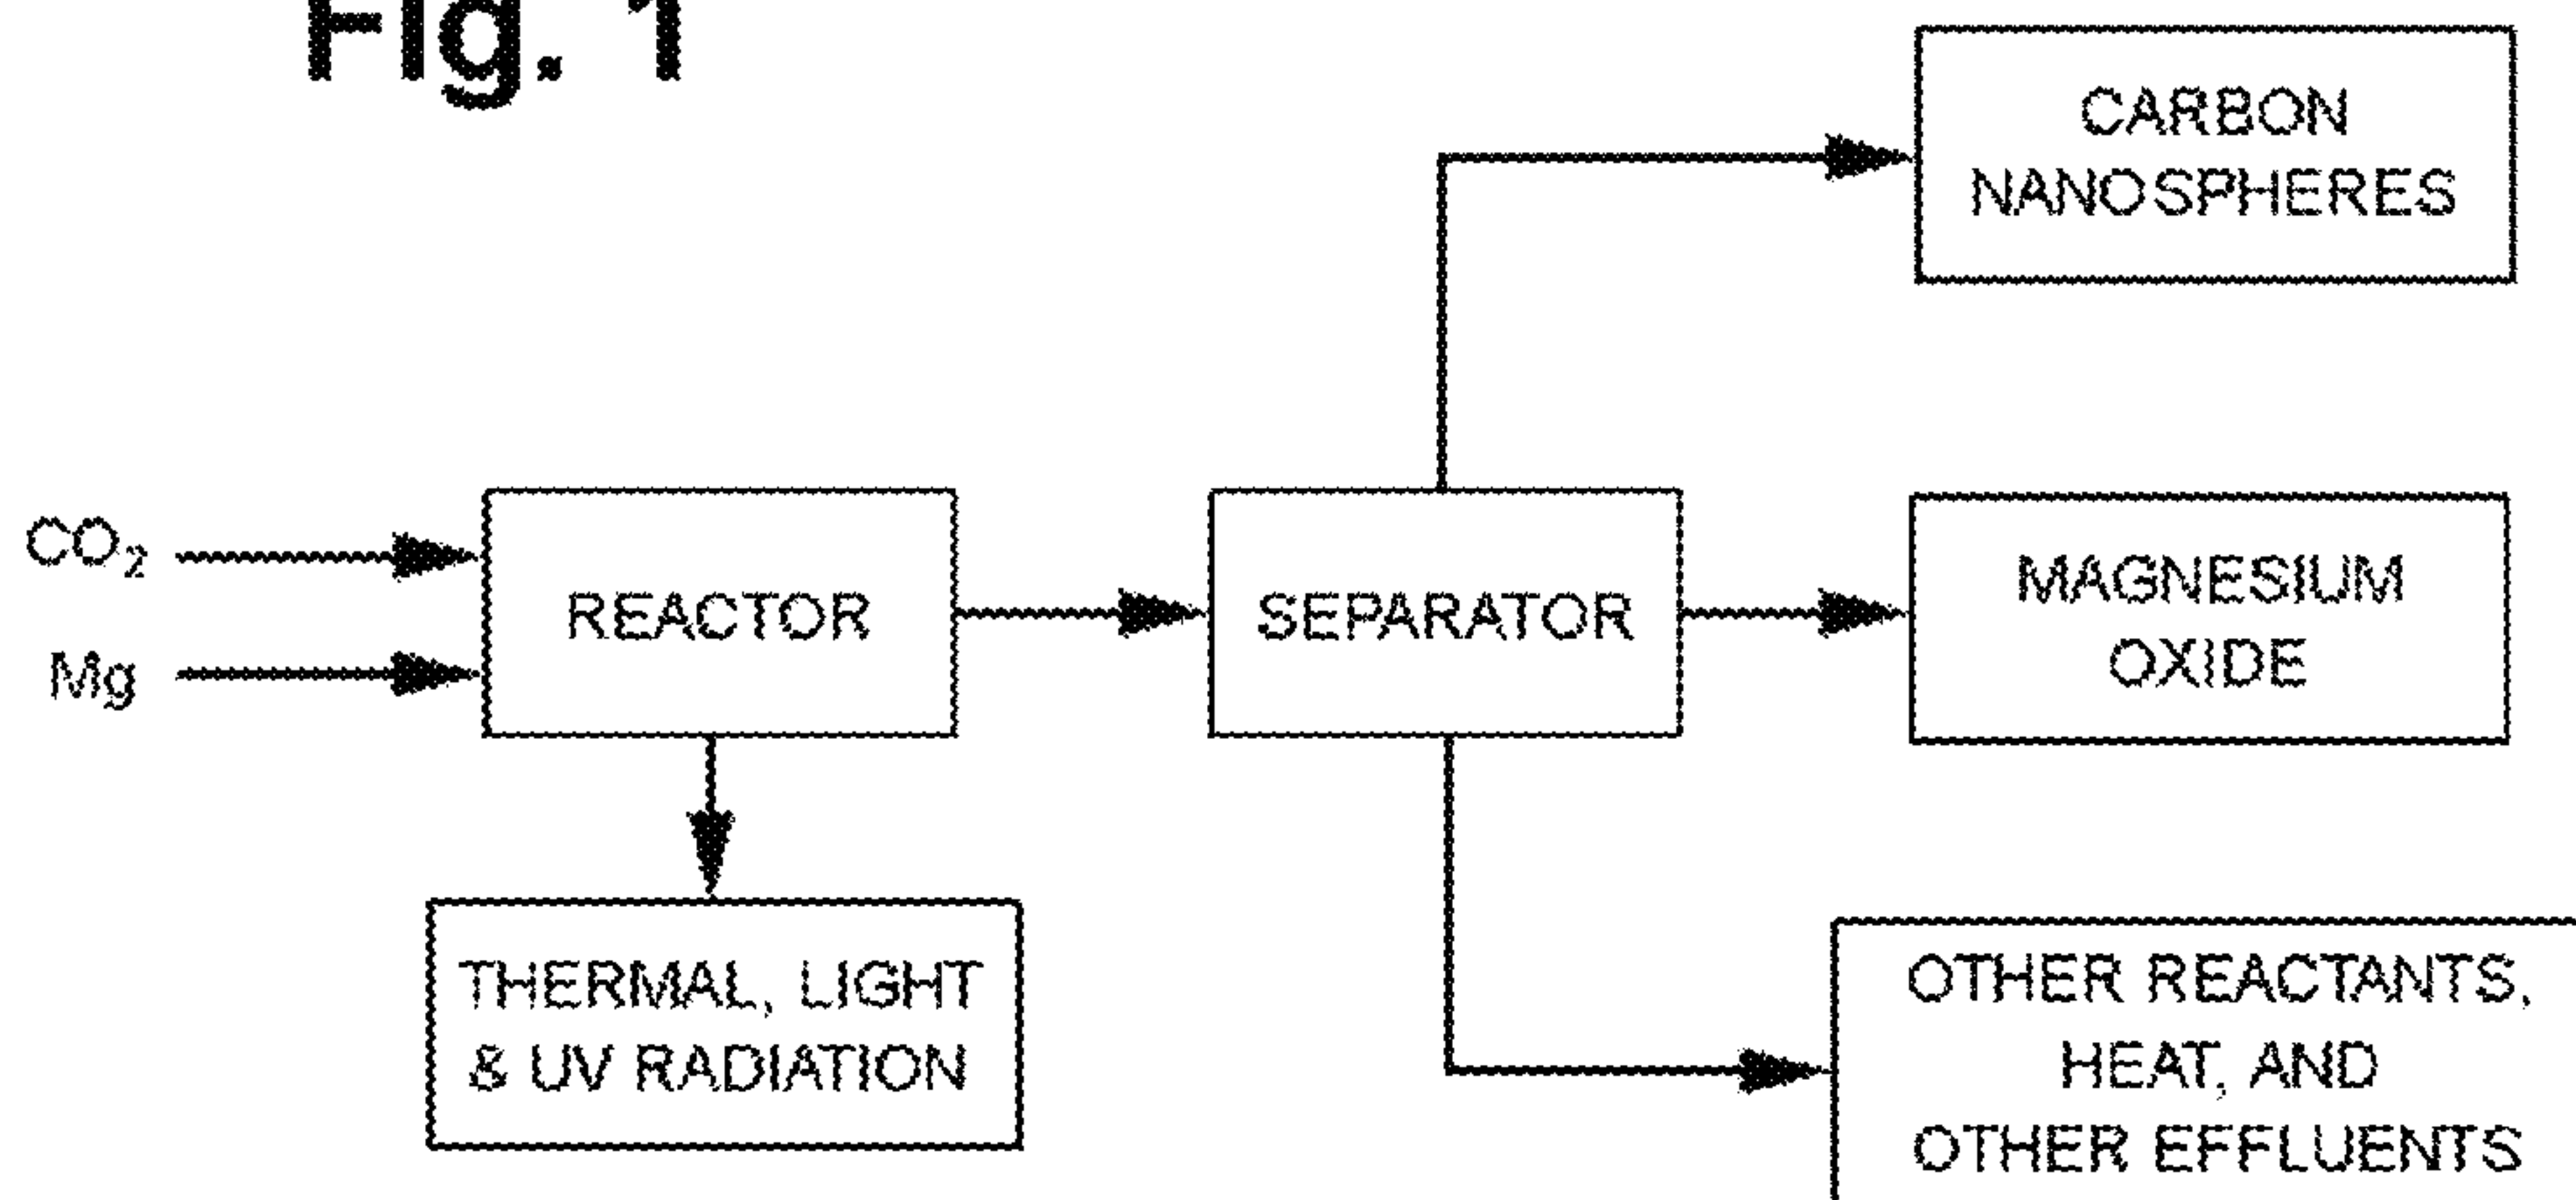 Fig. 1
CARBON
NANOSPHERES
CO₂
Mg
REACTOR
SEPARATOR
MAGNESIUM
OXIDE
THERMAL, LIGHT
& UV RADIATION
OTHER REACTANTS,
HEAT, AND
OTHER EFFLUENTS